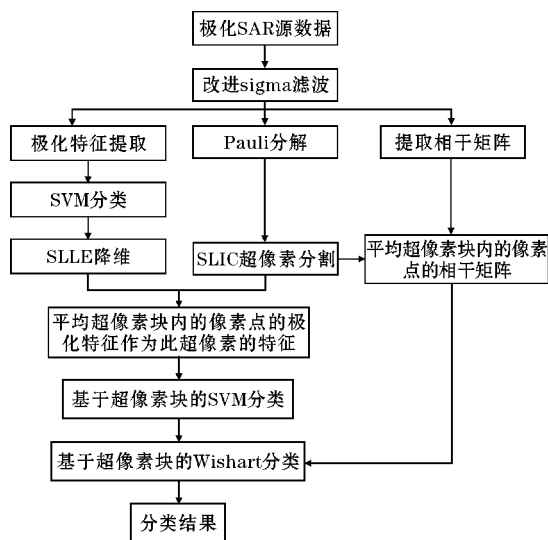 极化SAR源数据
改进sigma滤波
极化特征提取
Pauli分解
提取相干矩阵
SVM分类
SLLE降维
SLIC超像素分割
平均超像素块内的像素
点的相干矩阵
平均超像素块内的像素点的极
化特征作为此超像素的特征
基于超像素块的SVM分类
基于超像素块的Wishart分类
分类结果